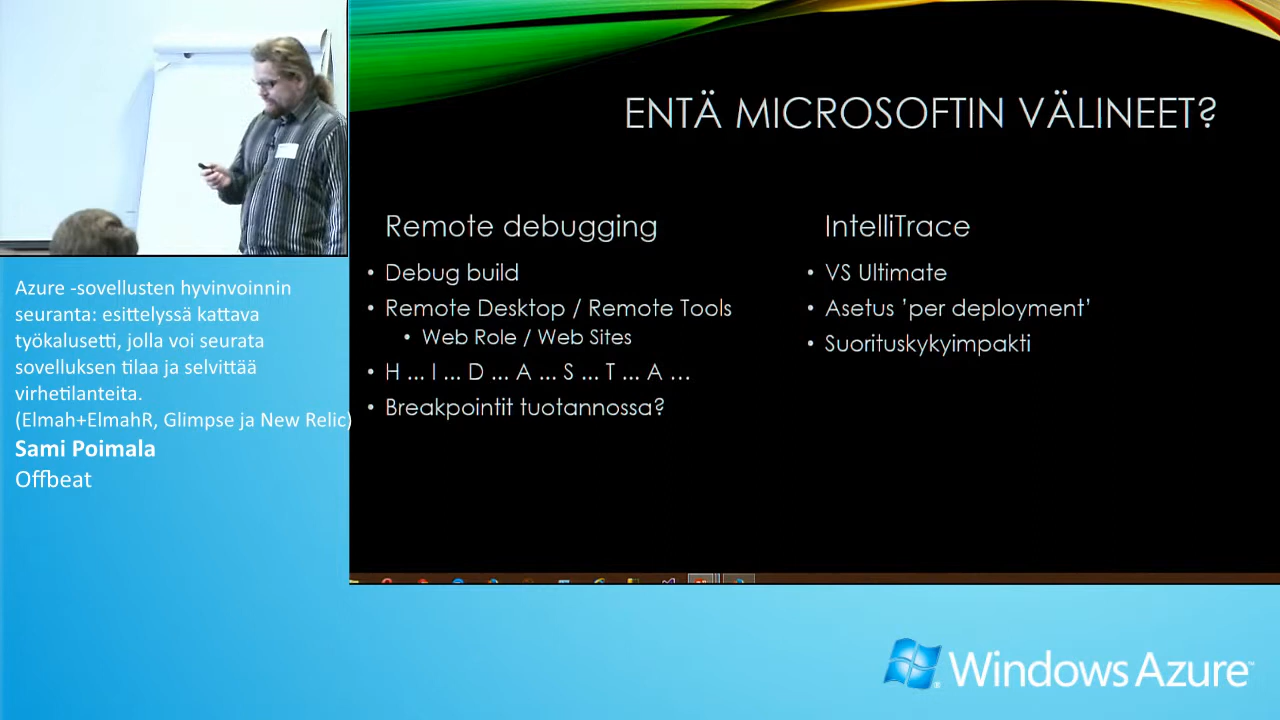 ENTÄ MICROSOFTIN VÄLINEET?
Remote debugging
• Debug build
• Remote Desktop / Remote Tools
• Web Role / Web Sites
• H ... I ... D ... A ... S ... T ... A ...
• Breakpointit tuotannossa?
IntelliTrace
• VS Ultimate
• Asetus ’per deployment’
• Suorituskykyimpakti
Azure -sovellusten hyvinvoinnin
seuranta: esittelyssä kattava
työkalusetti, jolla voi seurata
sovelluksen tilaa ja selvittää
virhetilanteita.
(Elmah+ElmahR, Glimpse ja New Relic)
Sami Poimala
Offbeat
Windows Azure™